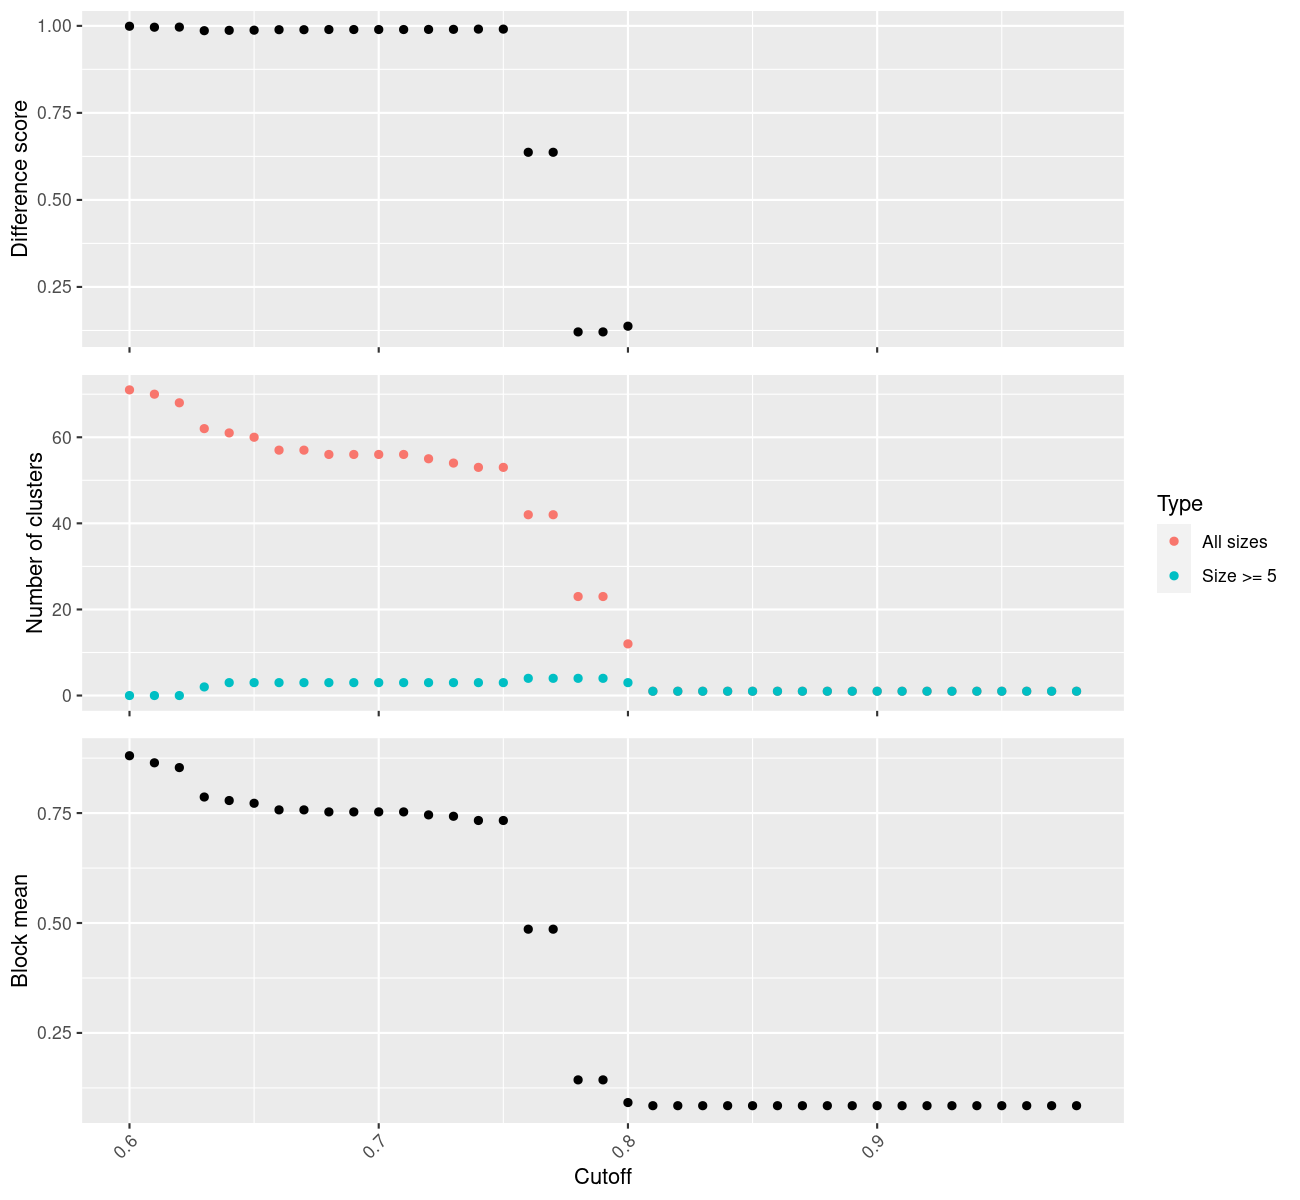 1.00
0.75
0.50
0.25
Difference score
60
40
20
0
Number of clusters
Type
All sizes
Size >= 5
0.75
0.50
0.25
Block mean
0.6
0.7
0.8
0.9
Cutoff